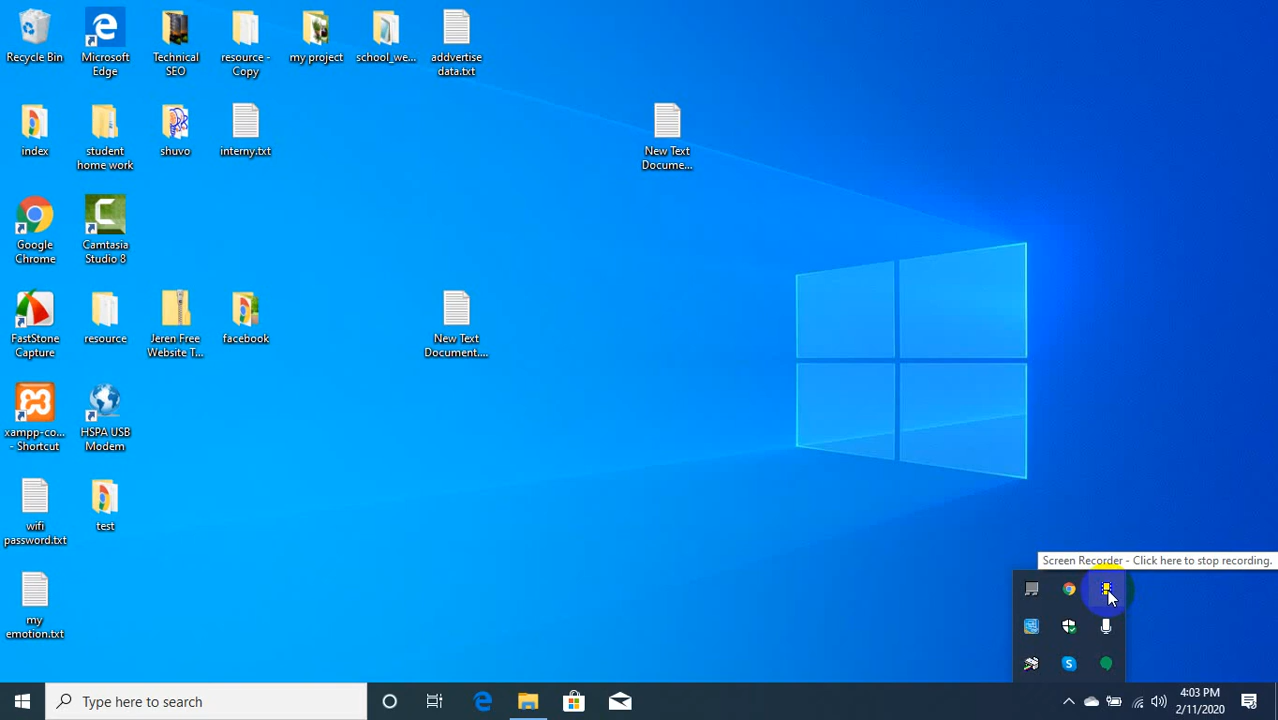 Recycle Bin
Microsoft
Edge
Technical
SEO
resource -
Copy
my project
school_we...
addvertise
data.txt
index
student
home work
shuvo
interny.txt
New Text
Docume...
Google
Chrome
Camtasia
Studio 8
FastStone
Capture
resource
Jeren Free
Website T...
facebook
New Text
Document....
xampp-co...
- Shortcut
HSPA USB
Modem
wifi
password.txt
test
my
emotion.txt
Screen Recorder - Click here to stop recording.
Type here to search
4:03 PM
2/11/2020